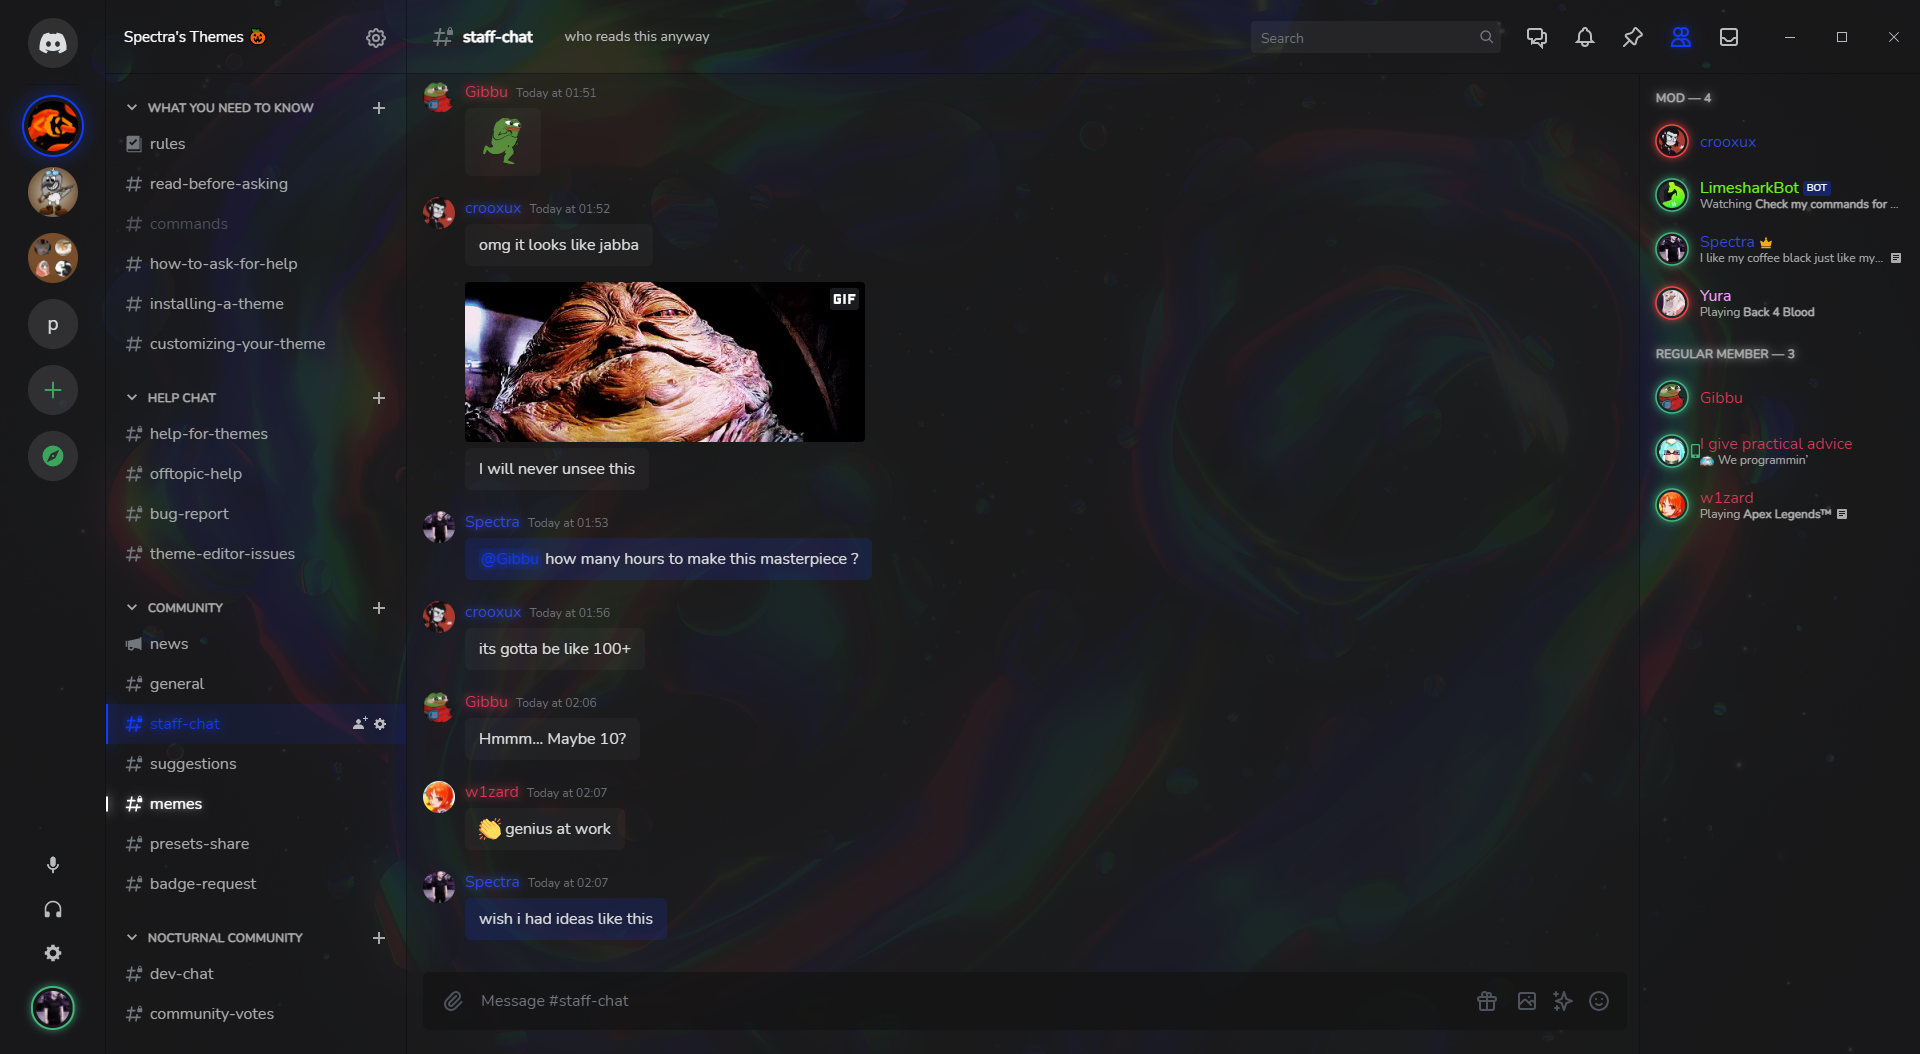 Spectra's Themes 🎃
WHAT YOU NEED TO KNOW
rules
read-before-asking
commands
how-to-ask-for-help
installing-a-theme
customizing-your-theme
HELP CHAT
help-for-themes
offtopic-help
bug-report
theme-editor-issues
COMMUNITY
news
general
staff-chat
suggestions
memes
presets-share
badge-request
NOCTURNAL COMMUNITY
dev-chat
community-votes
p
staff-chat who reads this anyway
Search
Gibbu Today at 01:51
crooxux Today at 01:52
omg it looks like jabba
GIF
I will never unsee this
Spectra Today at 01:53
@Gibbu how many hours to make this masterpiece ?
crooxux Today at 01:56
its gotta be like 100+
Gibbu Today at 02:06
Hmmm... Maybe 10?
w1zard Today at 02:07
👏 genius at work
Spectra Today at 02:07
wish i had ideas like this
Message #staff-chat
MOD — 4
crooxux
LimesharkBot BOT
Watching Check my commands for ...
Spectra
I like my coffee black just like my...
Yura
Playing Back 4 Blood
REGULAR MEMBER — 3
Gibbu
I give practical advice
We programmin'
w1zard
Playing Apex Legends™